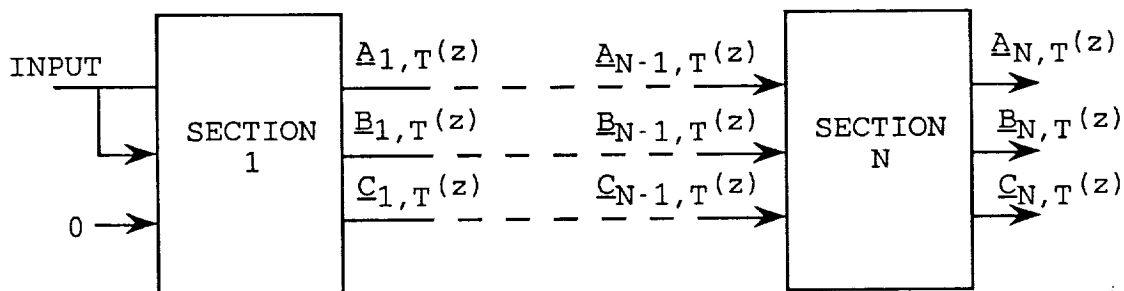 INPUT
0
SECTION
1
A1,T(z)
B1,T(z)
C1,T(z)
AN-1,T(z)
BN-1,T(z)
CN-1,T(z)
SECTION
N
AN,T(z)
BN,T(z)
CN,T(z)